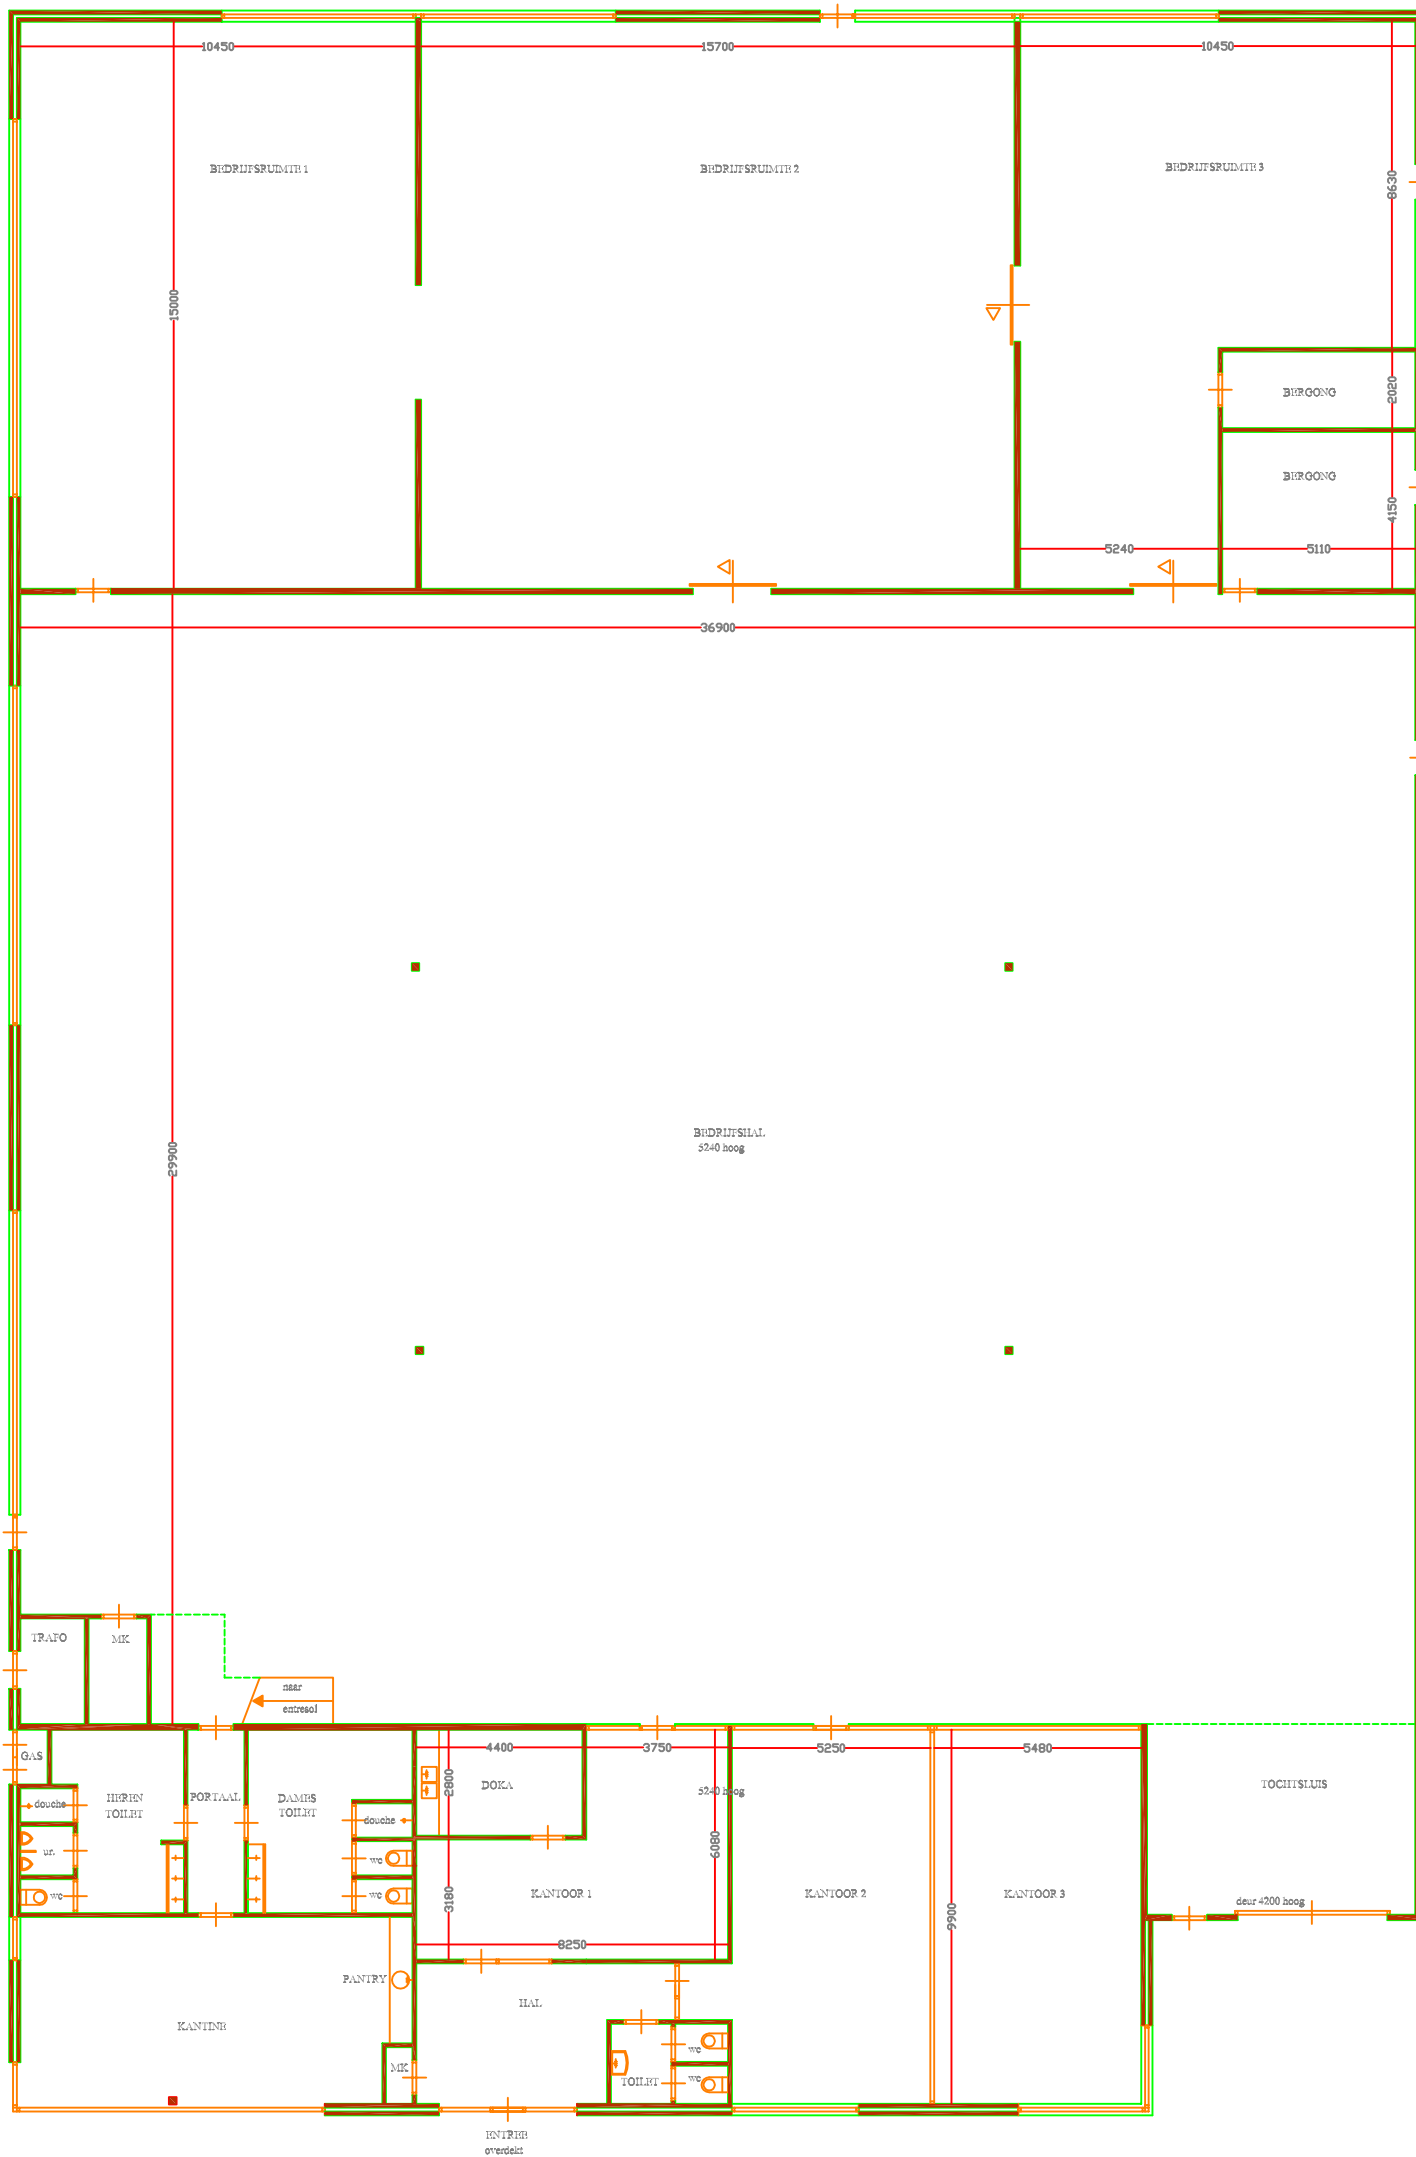 10450
15700
10450
BEDRIJFSRUIMTE 1
BEDRIJFSRUIMTE 2
BEDRIJFSRUIMTE 3
8630
15000
2020
BERGONG
BERGONG
4150
5240
5110
36900
BEDRIJFSHAL
5240 hoog
29900
TRAFO
MK
naar
entresol
4400
3750
5250
5480
GAS
DOKA
2800
5240 hoog
TOCHTSLUIS
HEREN
TOILET
PORTAAL
DAMES
TOILET
douche
douche
ur.
6080
wc
wc
wc
KANTOOR 1
KANTOOR 2
KANTOOR 3
deur 4200 hoog
3180
9900
8250
PANTRY
HAL
KANTINE
wc
MK
TOILET
wc
ENTREE
overdekt